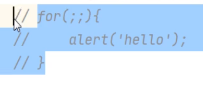 // for(;;){
//     alert('hello');
// }